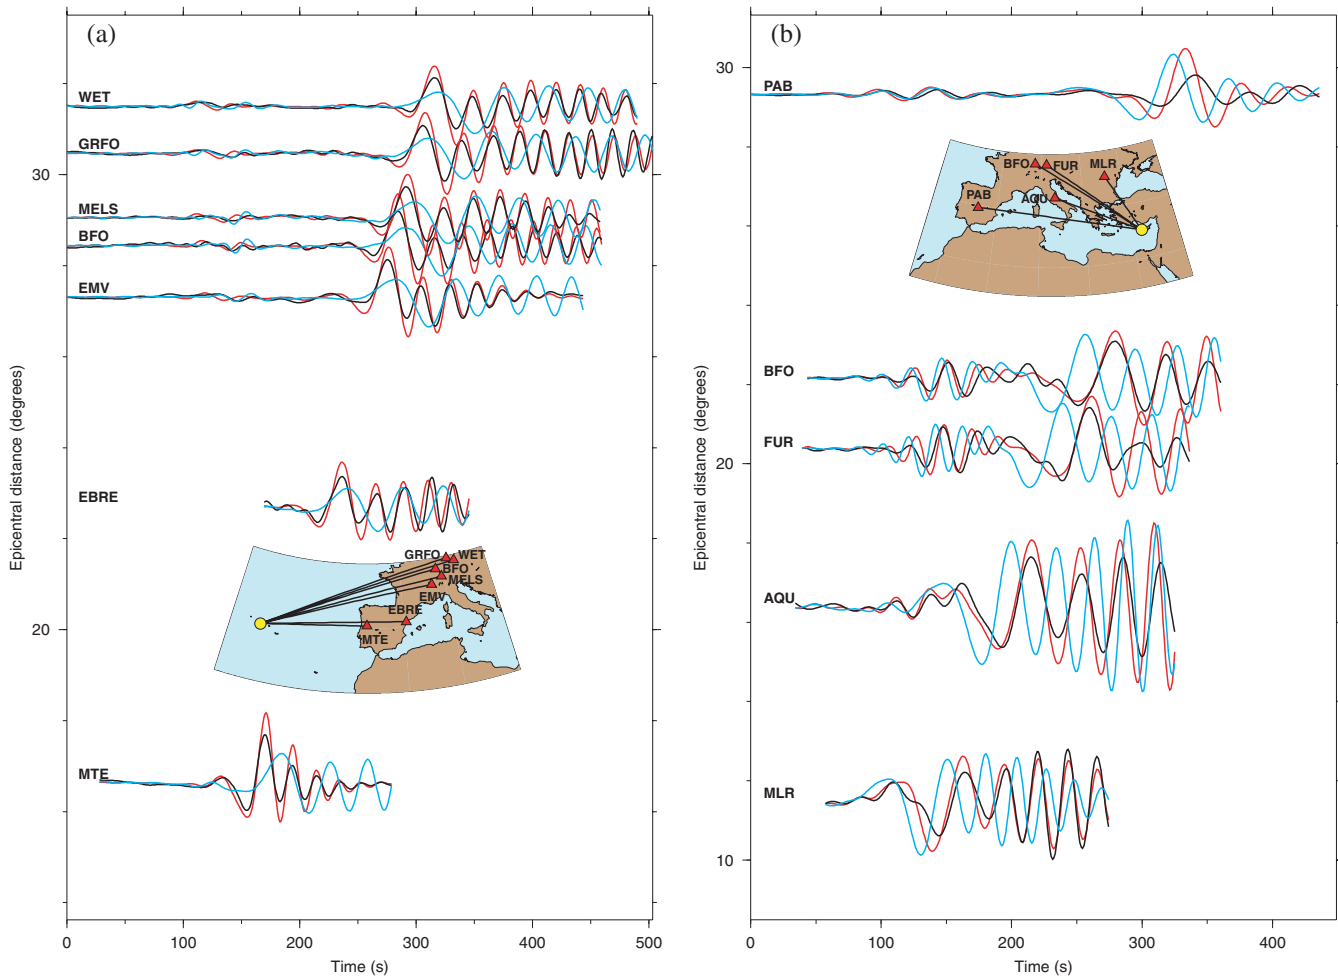 (a)
WET
GRFO
30
MELS
BFO
EMV
Epicentral distance (degrees)
EBRE
GRFO WET
BFO
MELS
EMV
EBRE
20
MTE
MTE
0 100 200 300 400 500
Time (s)
(b)
30
PAB
BFO FUR MLR
PAB AQU
Epicentral distance (degrees)
BFO
FUR
20
AQU
MLR
10
0 100 200 300 400
Time (s)